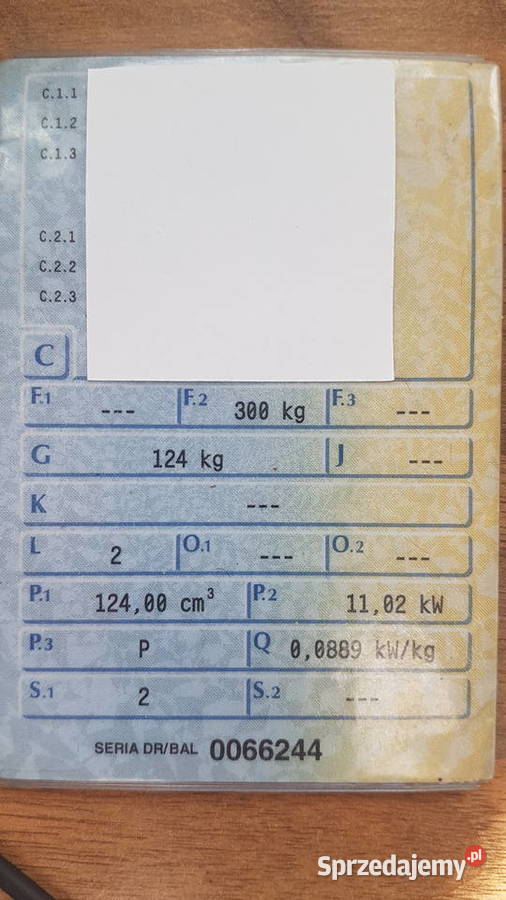 C.1.1
C.1.2
C.1.3
C.2.1
C.2.2
C.2.3
C
F.1 --- F.2 300 kg F.3 ---
G 124 kg J ---
K ---
L 2 O.1 --- O.2 ---
P.1 124,00 cm³ P.2 11,02 kW
P.3 P Q 0,0889 kW/kg
S.1 2 S.2 ---
SERIA DR/BAL 0066244
Sprzedajemy.pl